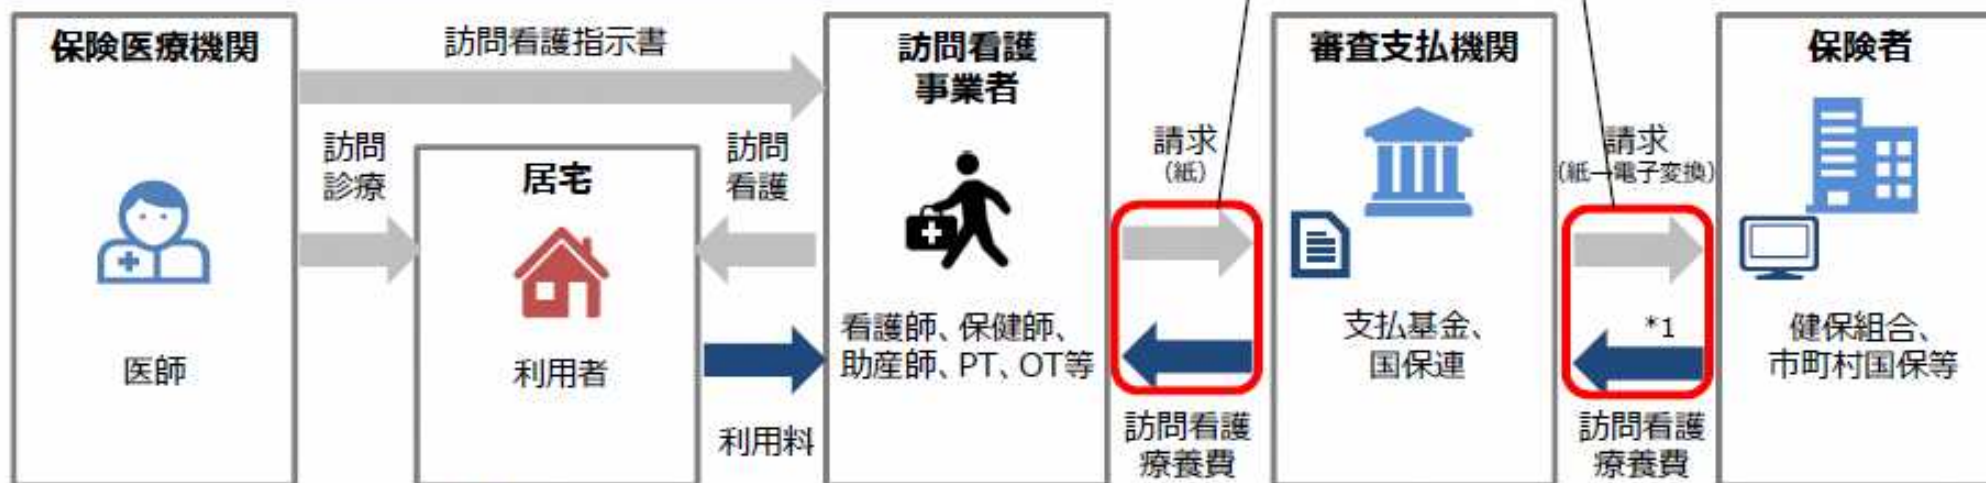 保険医療機関
医師
訪問看護指示書
訪問
診療
居宅
利用者
訪問
看護
利用料
訪問看護
事業者
看護師、保健師、
助産師、PT、OT等
請求
(紙)
訪問看護
療養費
審査支払機関
支払基金、
国保連
請求
(紙→電子変換)
*1
訪問看護
療養費
保険者
健保組合、
市町村国保等